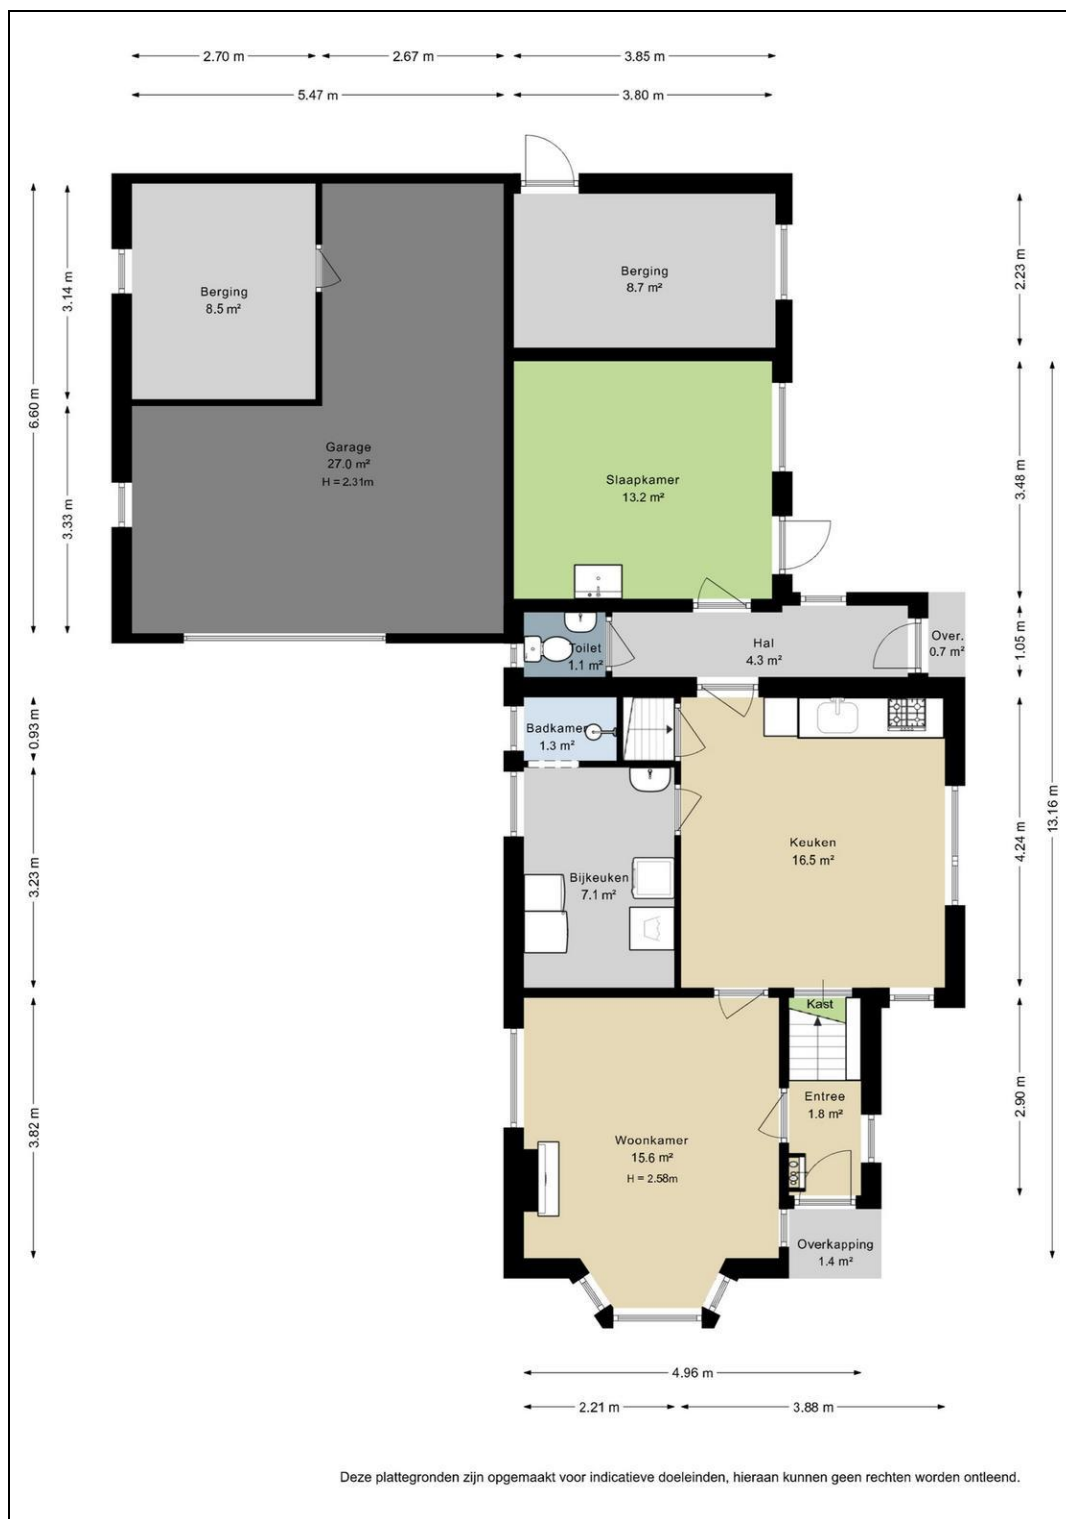 2.70 m
2.67 m
3.85 m
5.47 m
3.80 m
6.60 m
3.14 m
3.33 m
2.23 m
3.48 m
1.05 m
13.16 m
Berging
8.5 m²
Berging
8.7 m²
Garage
27.0 m²
H = 2.31m
Slaapkamer
13.2 m²
Toilet
1.1 m²
Hal
4.3 m²
Over.
0.7 m²
0.93 m
3.23 m
3.82 m
4.24 m
2.90 m
Badkamer
1.3 m²
Keuken
16.5 m²
Bijkeuken
7.1 m²
Kast
Entree
1.8 m²
Woonkamer
15.6 m²
H = 2.58m
Overkapping
1.4 m²
4.96 m
2.21 m
3.88 m
Deze plattegronden zijn opgemaakt voor indicatieve doeleinden, hieraan kunnen geen rechten worden ontleend.